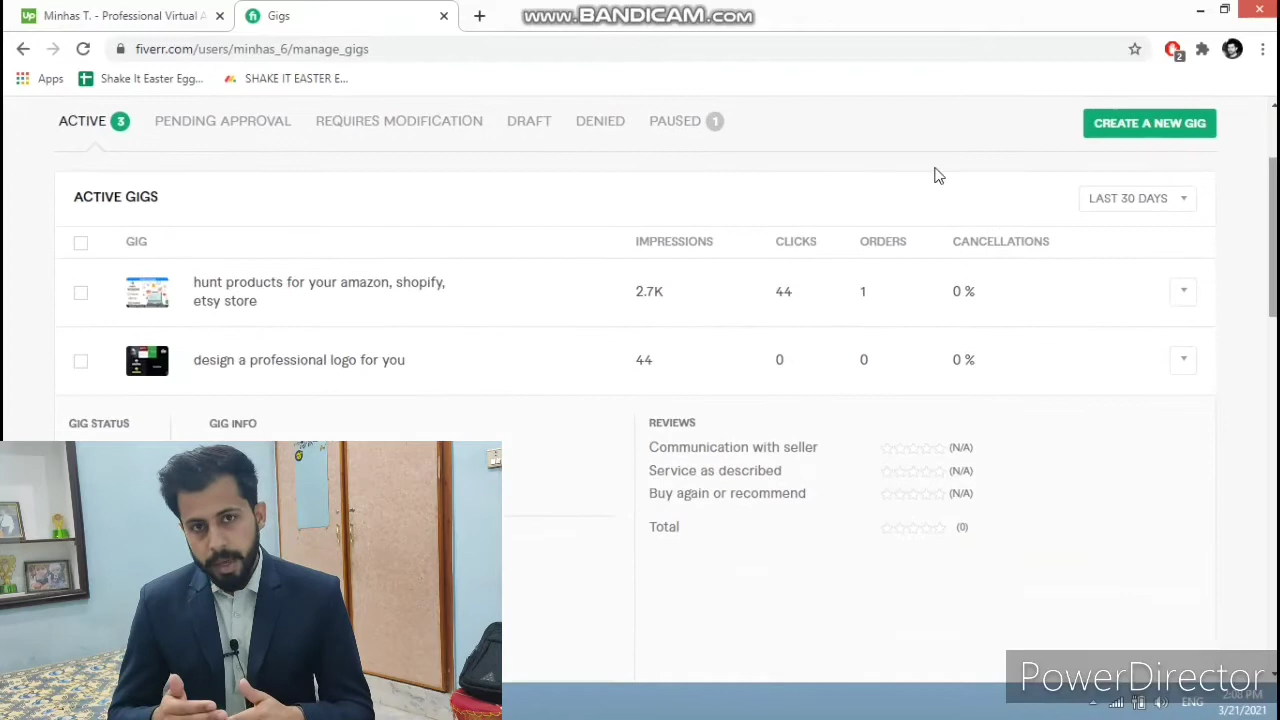 Minhas T. - Professional Virtual A
Gigs
WWW.BANDICAM.COM
fiverr.com/users/minhas_6/manage_gigs
2
Apps
Shake It Easter Egg...
SHAKE IT EASTER E...
ACTIVE 3
PENDING APPROVAL
REQUIRES MODIFICATION
DRAFT
DENIED
PAUSED 1
CREATE A NEW GIG
ACTIVE GIGS
LAST 30 DAYS
GIG IMPRESSIONS CLICKS ORDERS CANCELLATIONS
hunt products for your amazon, shopify,
etsy store
2.7K 44 1 0 %
design a professional logo for you 44 0 0 0 %
GIG STATUS
GIG INFO
REVIEWS
Communication with seller (N/A)
Service as described (N/A)
Buy again or recommend (N/A)
Total (0)
PowerDirector
2:08 PM
ENG
3/21/2021